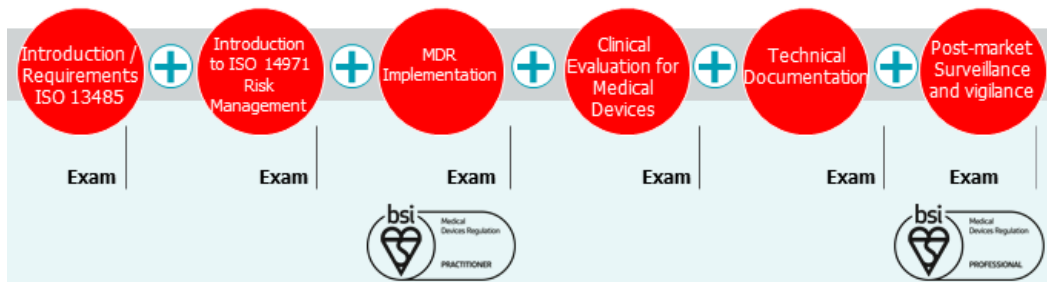 Introduction /
Requirements
ISO 13485
Introduction
to ISO 14971
Risk
Management
MDR
Implementation
Clinical
Evaluation for
Medical
Devices
Technical
Documentation
Post-market
Surveillance
and vigilance
Exam
Exam
Exam
Exam
Exam
Exam
bsi
Medical
Devices Regulation
PRACTITIONER
bsi
Medical
Devices Regulation
PROFESSIONAL